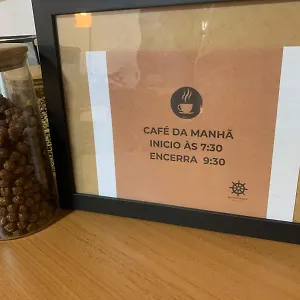 CAFÉ DA MANHÃ
INICIO ÀS 7:30
ENCERRA 9:30